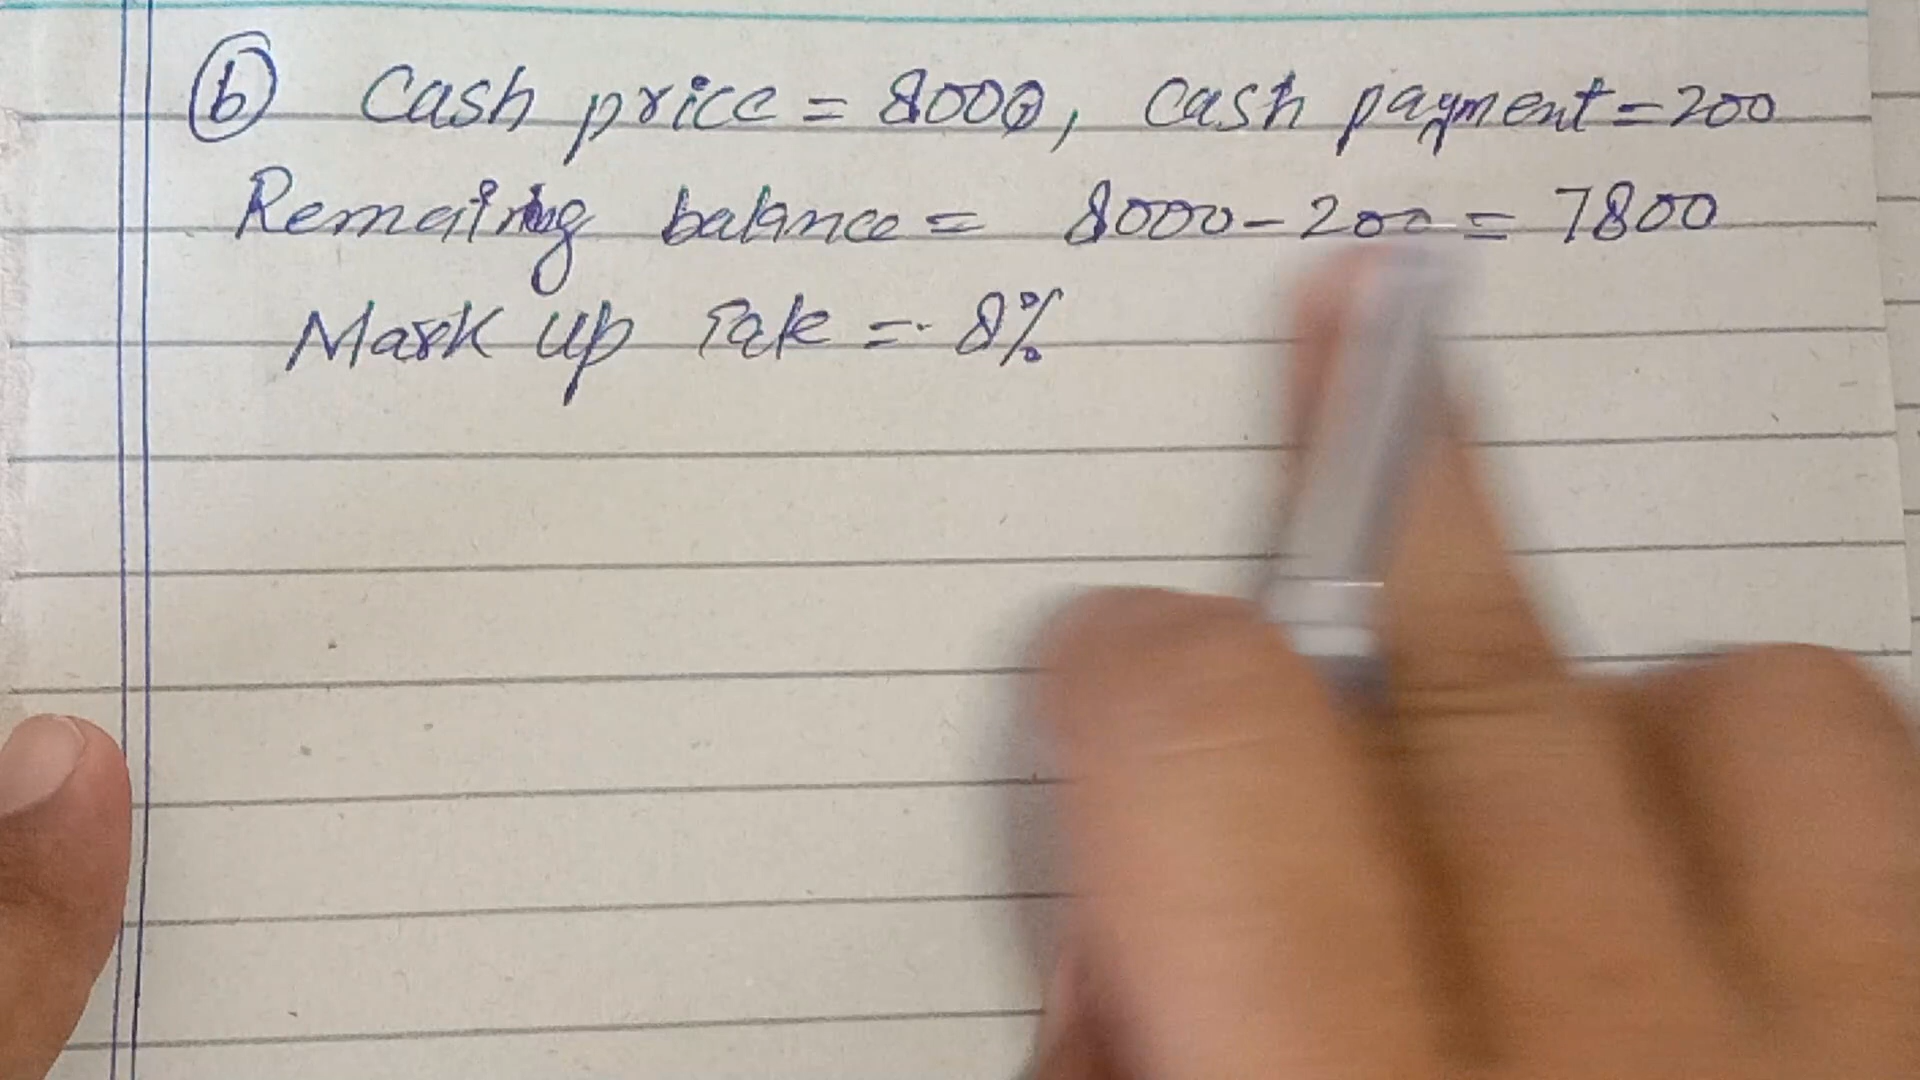 b Cash price = 8000, Cash payment = 200
Remaining balance = 8000 - 200 = 7800
Mark up rate = 8%